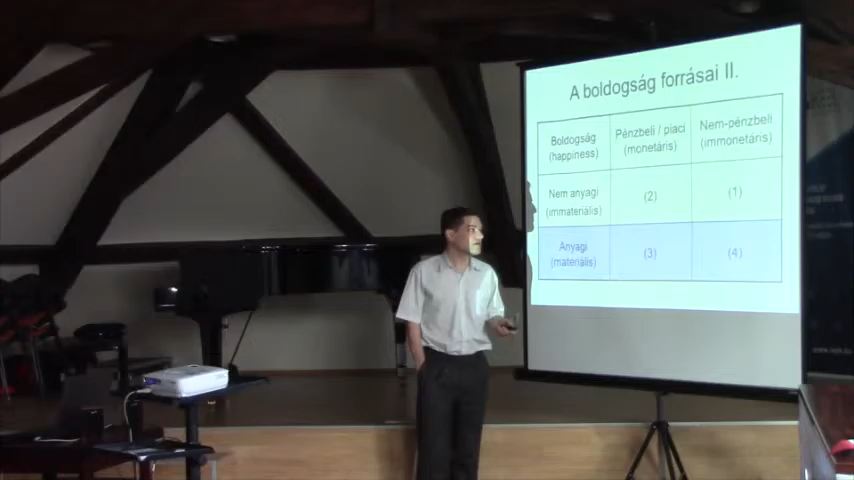 A boldogság forrásai II.
Boldogság Pénzbeli / piaci Nem-pénzbeli
(happiness) (monetáris) (immonetáris)
Nem anyagi (2) (1)
(immateriális)
Anyagi (3) (4)
(materiális)